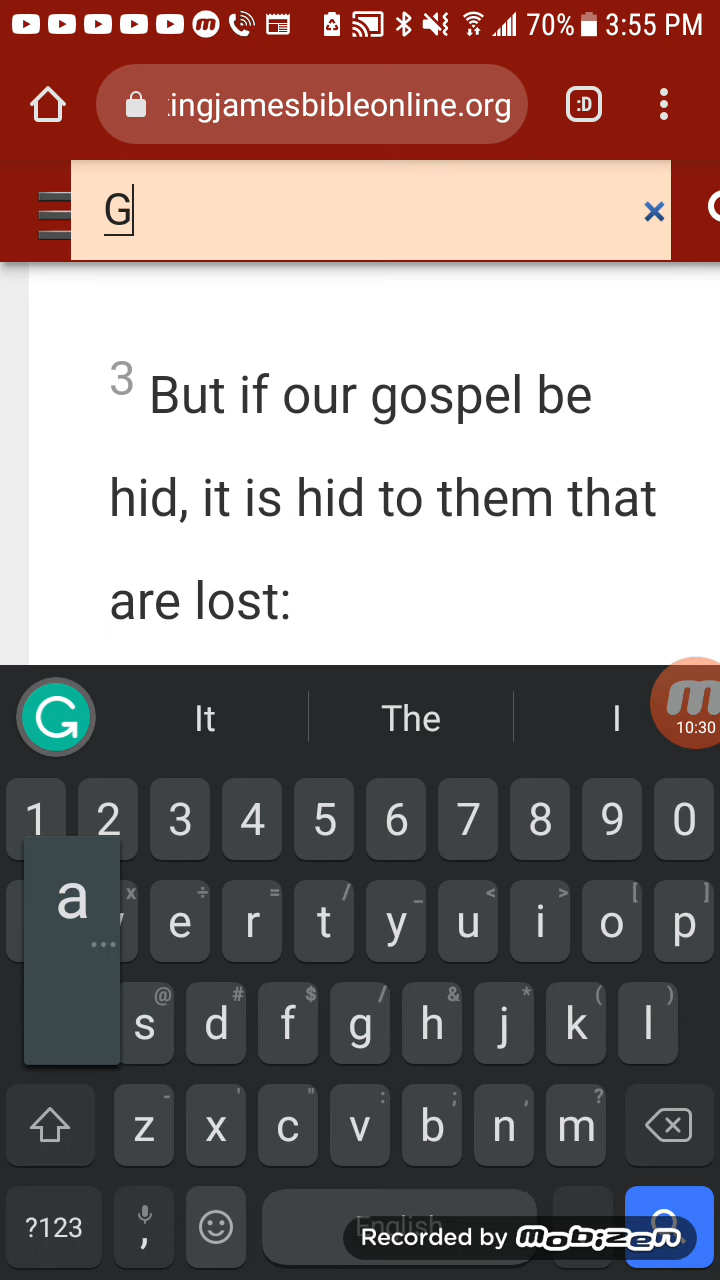 70% 3:55 PM
ingjamesbibleonline.org :D
G ×
3 But if our gospel be
hid, it is hid to them that
are lost:
It The I
10:30
1 2 3 4 5 6 7 8 9 0
a
x ÷ = / _ < > [ ]
e r t y u i o p
@ # $ / & * ( )
s d f g h j k l
- ' " : ; , ?
z x c v b n m
?123 , English
Recorded by mobizen